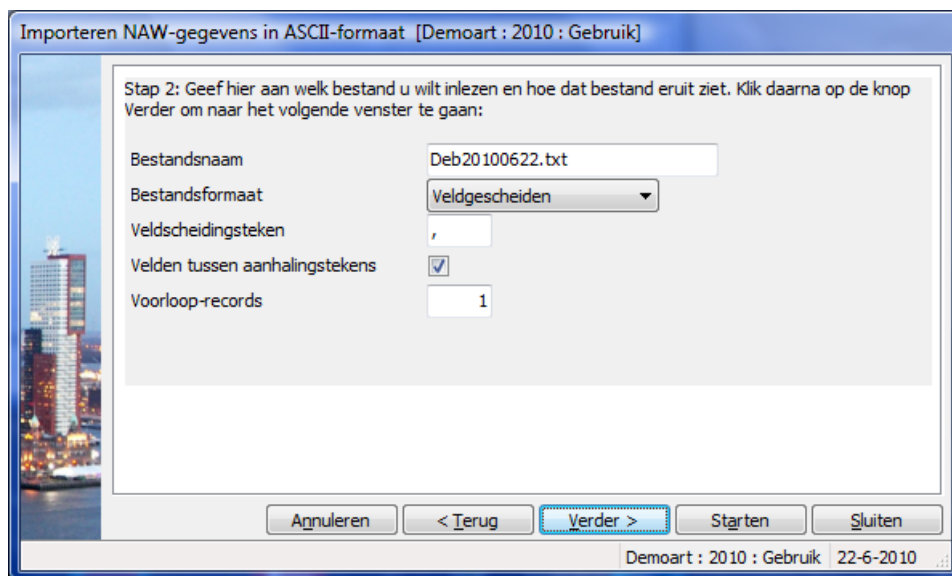 Importeren NAW-gegevens in ASCII-formaat [Demoart : 2010 : Gebruik]
Stap 2: Geef hier aan welk bestand u wilt inlezen en hoe dat bestand eruit ziet. Klik daarna op de knop
Verder om naar het volgende venster te gaan:
Bestandsnaam Deb20100622.txt
Bestandsformaat Veldgescheiden
Veldscheidingsteken ,
Velden tussen aanhalingstekens
Voorloop-records 1
Annuleren < Terug Verder > Starten Sluiten
Demoart : 2010 : Gebruik 22-6-2010